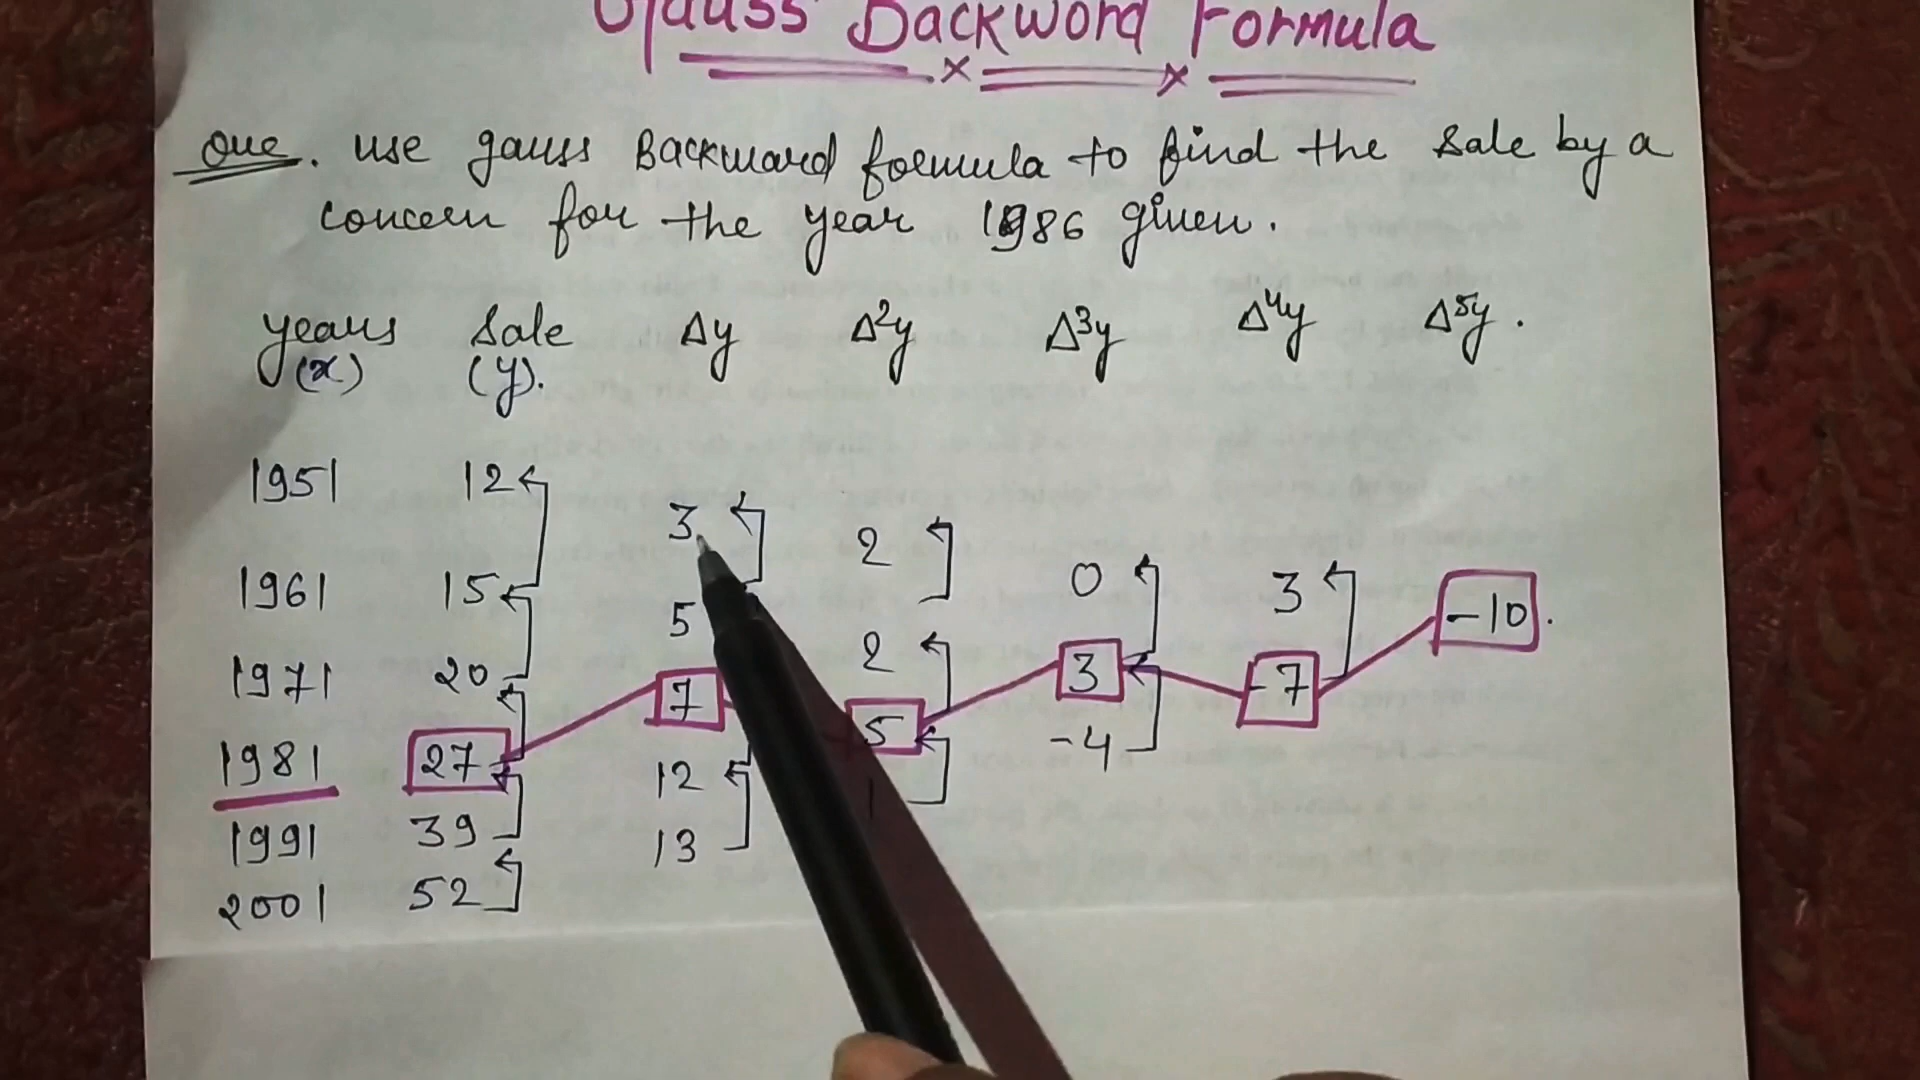 Gauss Backword Formula
Que. use gauss Backward formula to find the sale by a
concern for the year 1986 given.
years Sale Δy Δ²y Δ³y Δ⁴y Δ⁵y.
(x) (y).
1951 12
3
2
1961 15 0 3 -10.
5
2
1971 20 3 -7
7
5
1981 27 -4
12
1
1991 39
13
2001 52